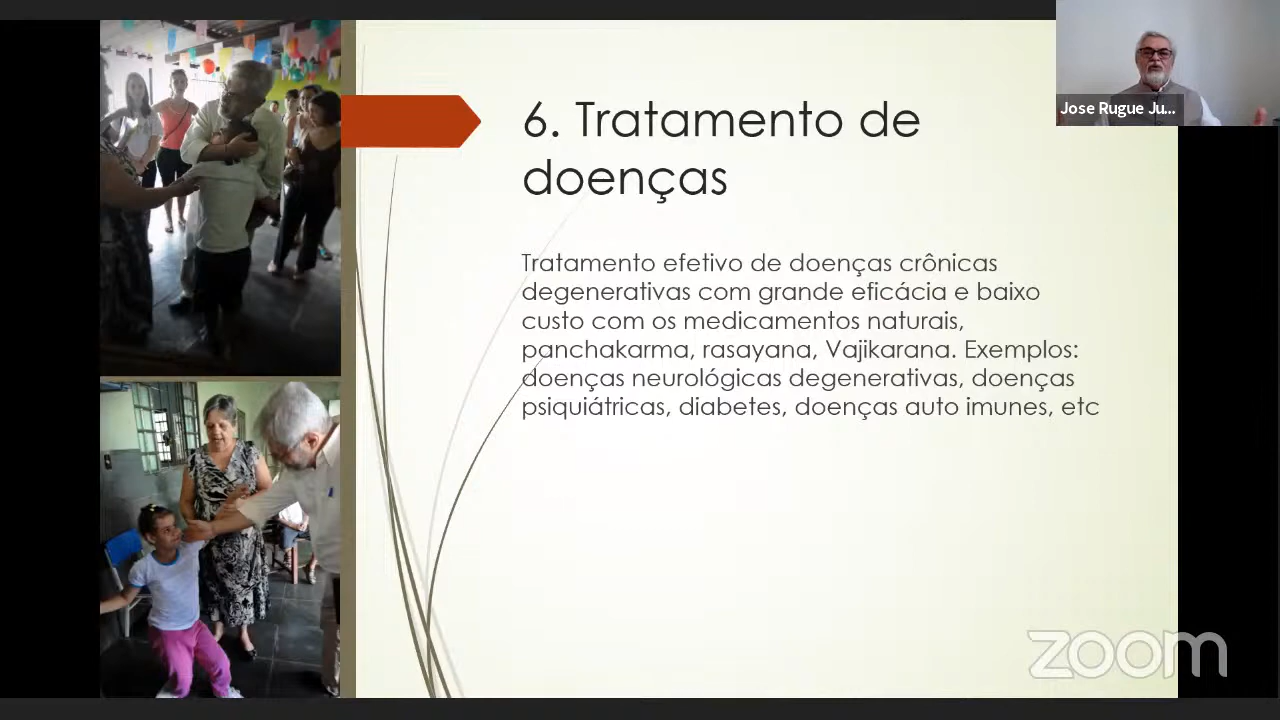 6. Tratamento de
doenças
Tratamento efetivo de doenças crônicas
degenerativas com grande eficácia e baixo
custo com os medicamentos naturais,
panchakarma, rasayana, Vajikarana. Exemplos:
doenças neurológicas degenerativas, doenças
psiquiátricas, diabetes, doenças auto imunes, etc
Jose Rugue Ju...
zoom